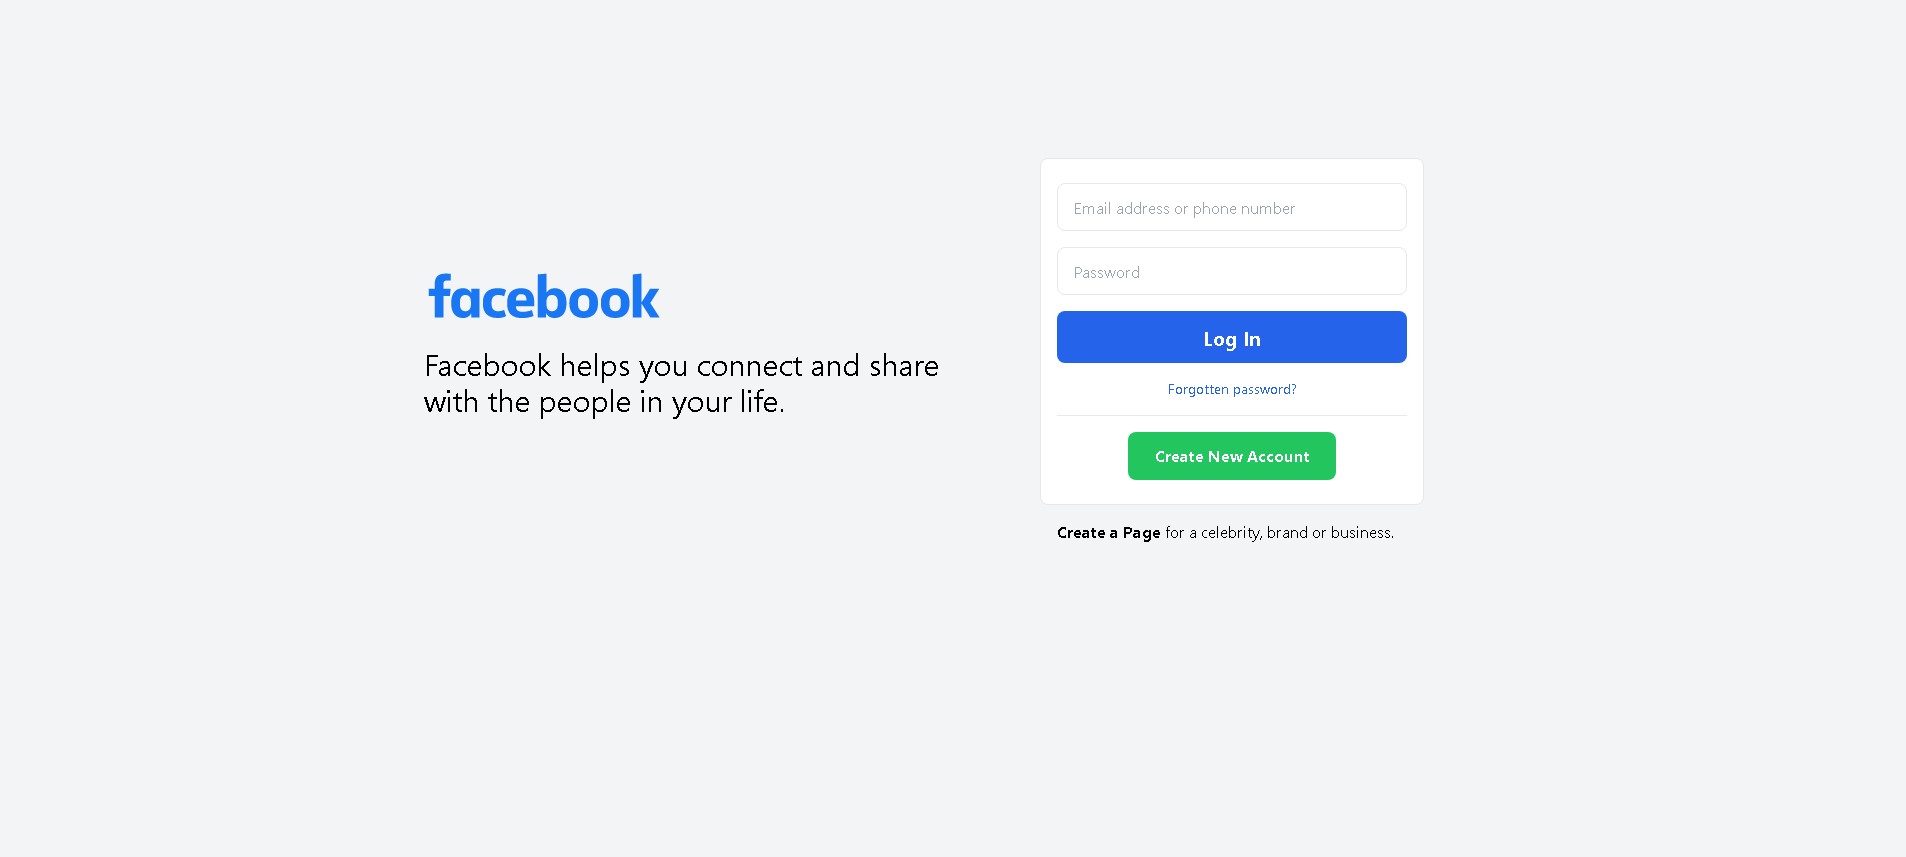 facebook
Facebook helps you connect and share
with the people in your life.
Email address or phone number
Password
Log In
Forgotten password?
Create New Account
Create a Page for a celebrity, brand or business.